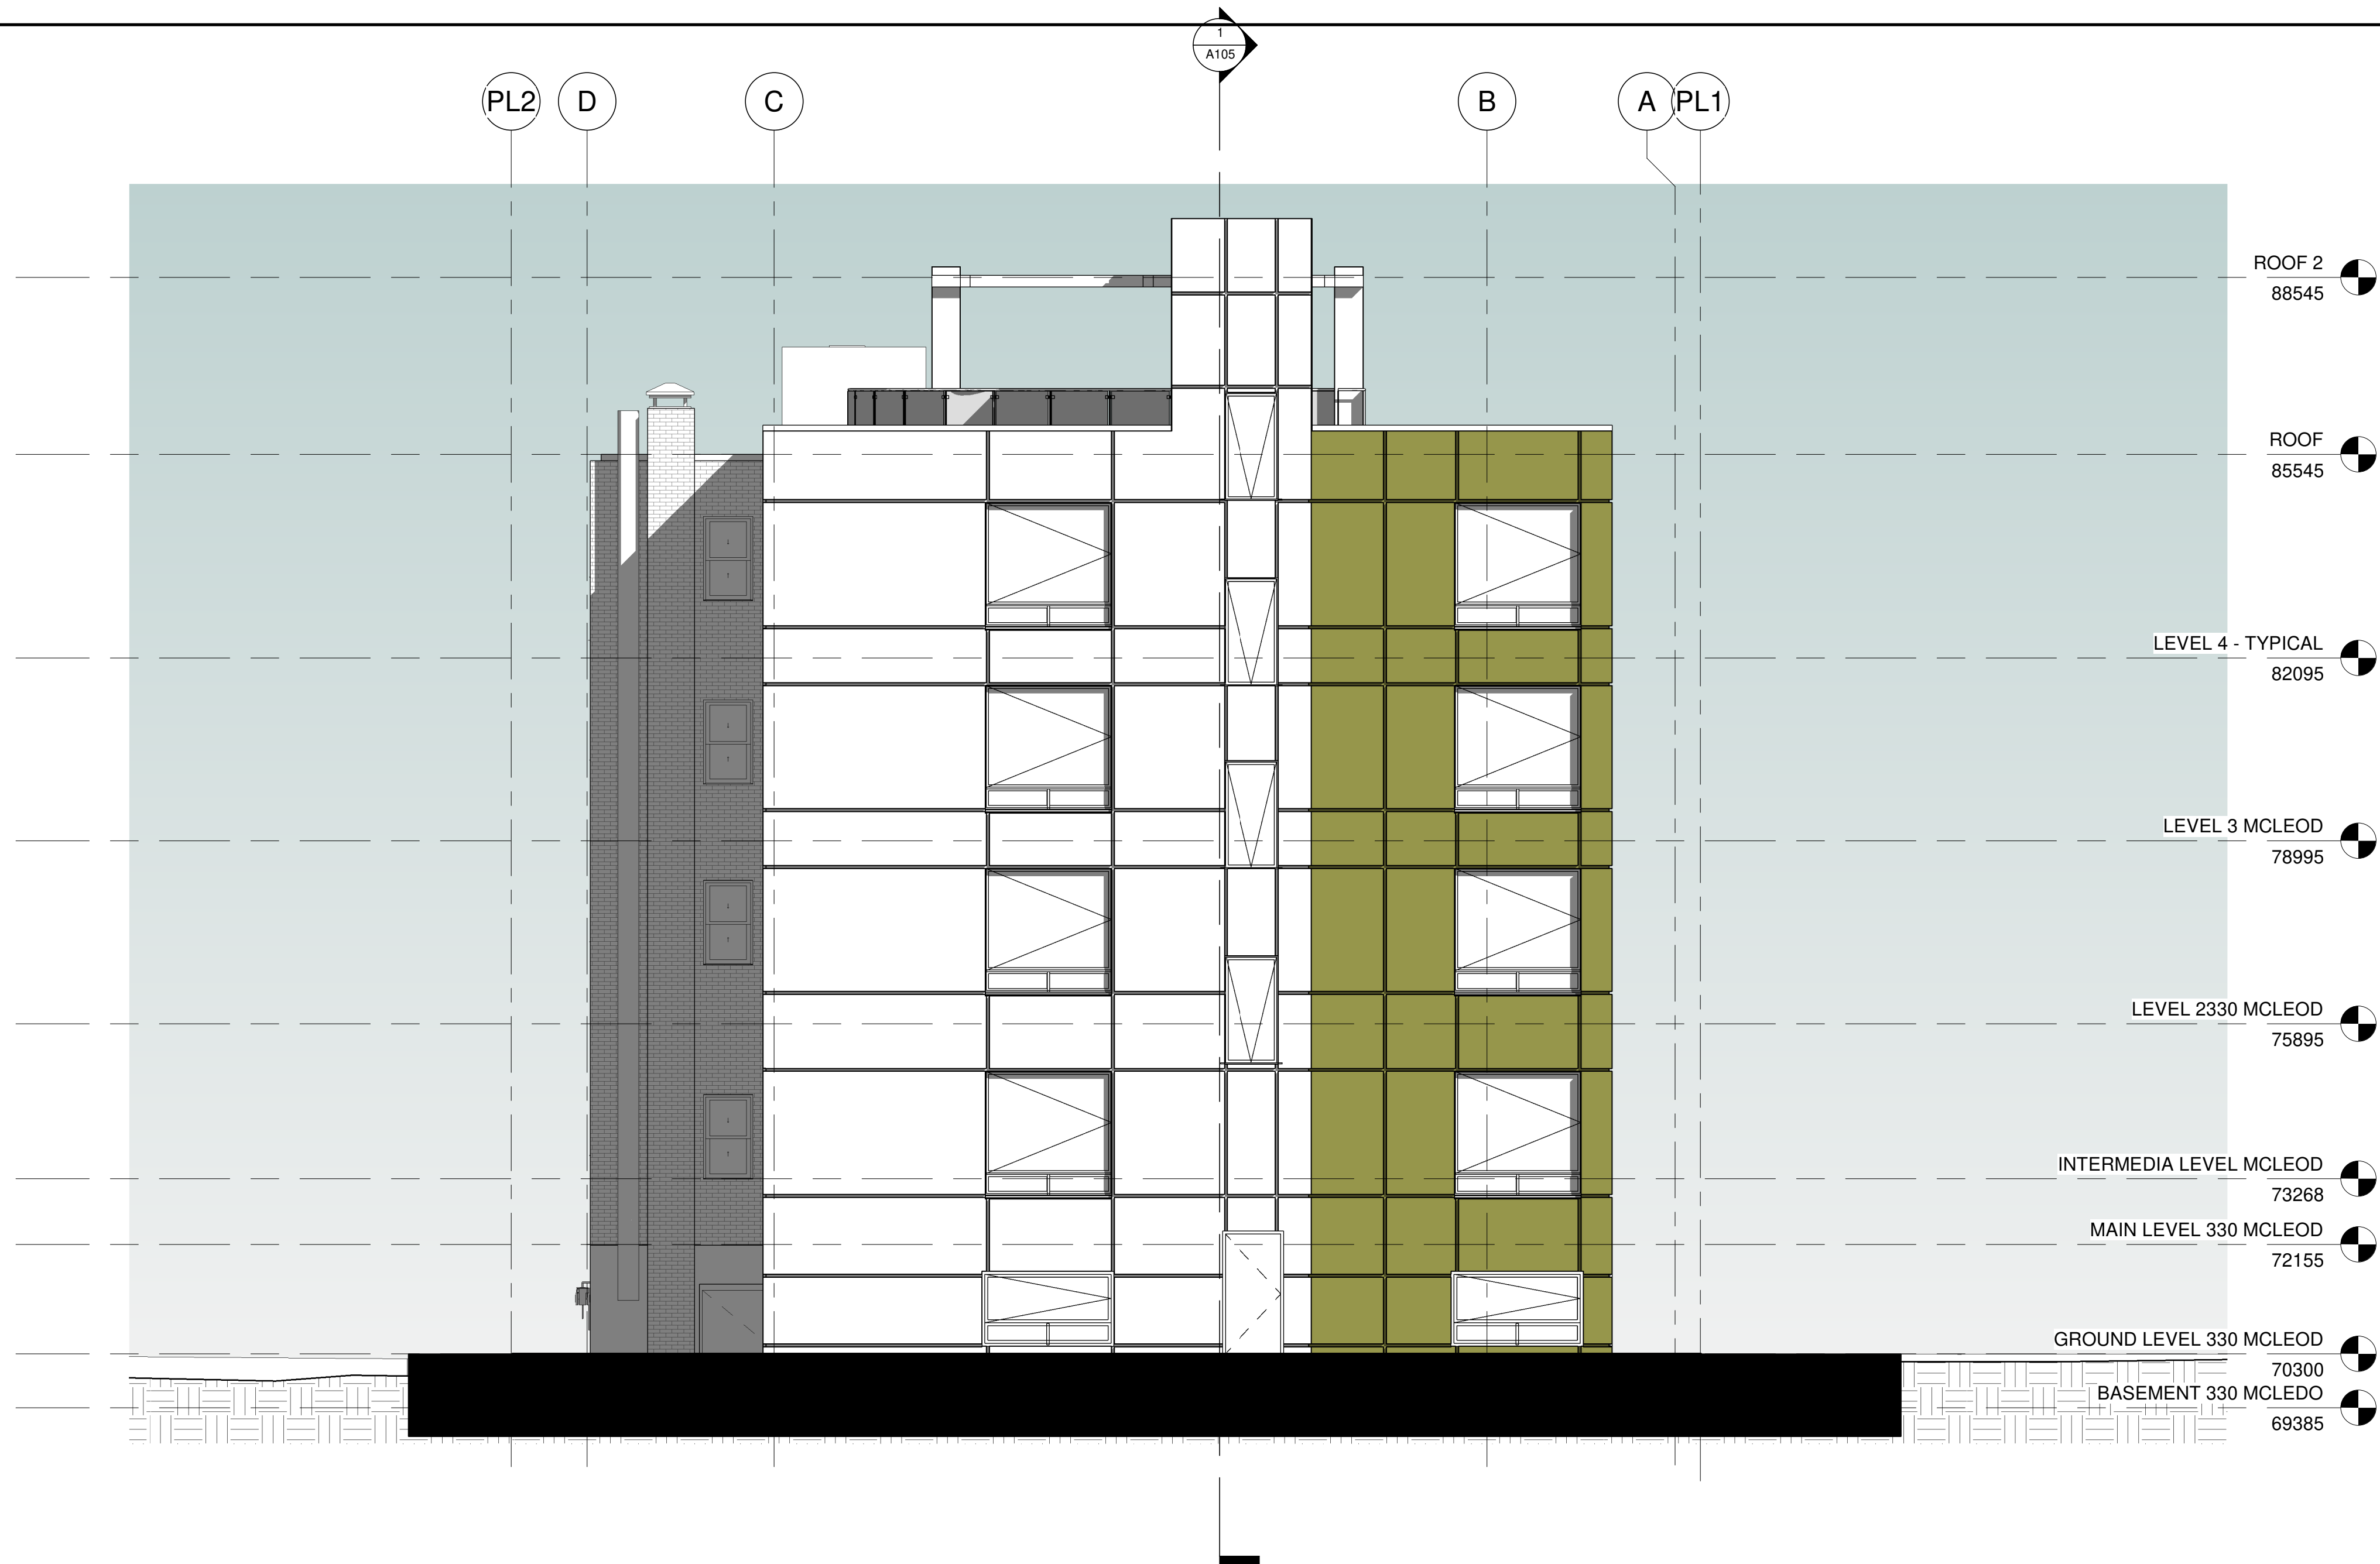 1
A105
PL2
D
C
B
A
PL1
ROOF 2
88545
ROOF
85545
LEVEL 4 - TYPICAL
82095
LEVEL 3 MCLEOD
78995
LEVEL 2330 MCLEOD
75895
INTERMEDIA LEVEL MCLEOD
73268
MAIN LEVEL 330 MCLEOD
72155
GROUND LEVEL 330 MCLEOD
70300
BASEMENT 330 MCLEDO
69385